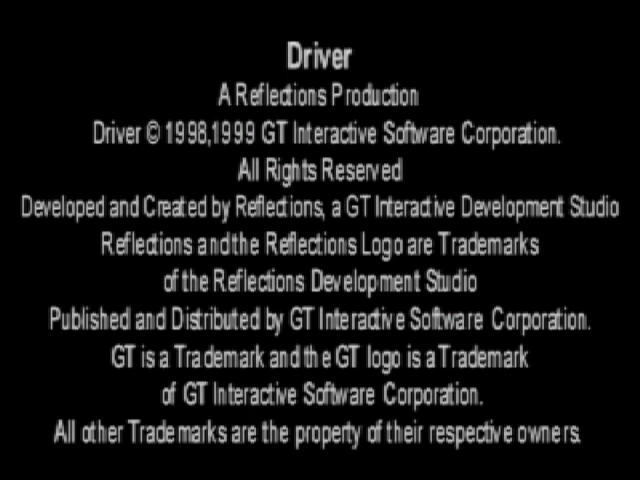 Driver
A Reflections Production
Driver © 1998,1999 GT Interactive Software Corporation.
All Rights Reserved
Developed and Created by Reflections, a GT Interactive Development Studio
Reflections and the Reflections Logo are Trademarks
of the Reflections Development Studio
Published and Distributed by GT Interactive Software Corporation.
GT is a Trademark and the GT logo is a Trademark
of GT Interactive Software Corporation.
All other Trademarks are the property of their respective owners.